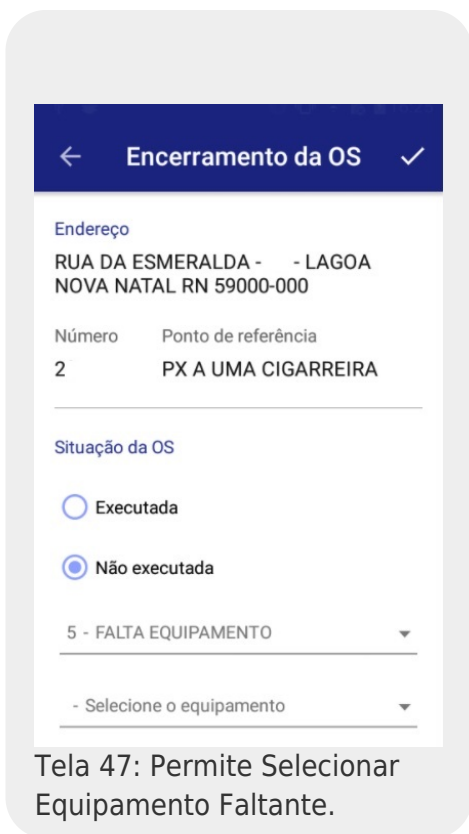 Encerramento da OS
Endereço
RUA DA ESMERALDA -    - LAGOA
NOVA NATAL RN 59000-000
Número Ponto de referência
2 PX A UMA CIGARREIRA
Situação da OS
Executada
Não executada
5 - FALTA EQUIPAMENTO
- Selecione o equipamento
Tela 47: Permite Selecionar
Equipamento Faltante.